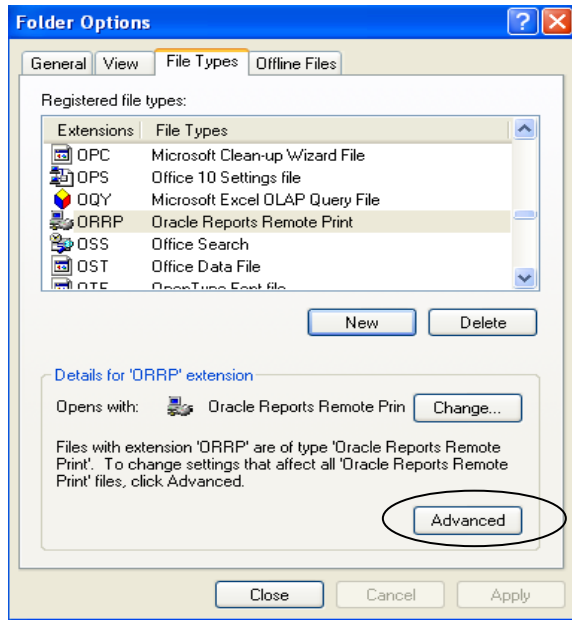 Folder Options
General View File Types Offline Files
Registered file types:
Extensions File Types
OPC Microsoft Clean-up Wizard File
OPS Office 10 Settings file
OQY Microsoft Excel OLAP Query File
ORRP Oracle Reports Remote Print
OSS Office Search
OST Office Data File
OTF OpenType Font file
New Delete
Details for 'ORRP' extension
Opens with: Oracle Reports Remote Prin Change...
Files with extension 'ORRP' are of type 'Oracle Reports Remote
Print'. To change settings that affect all 'Oracle Reports Remote
Print' files, click Advanced.
Advanced
Close Cancel Apply